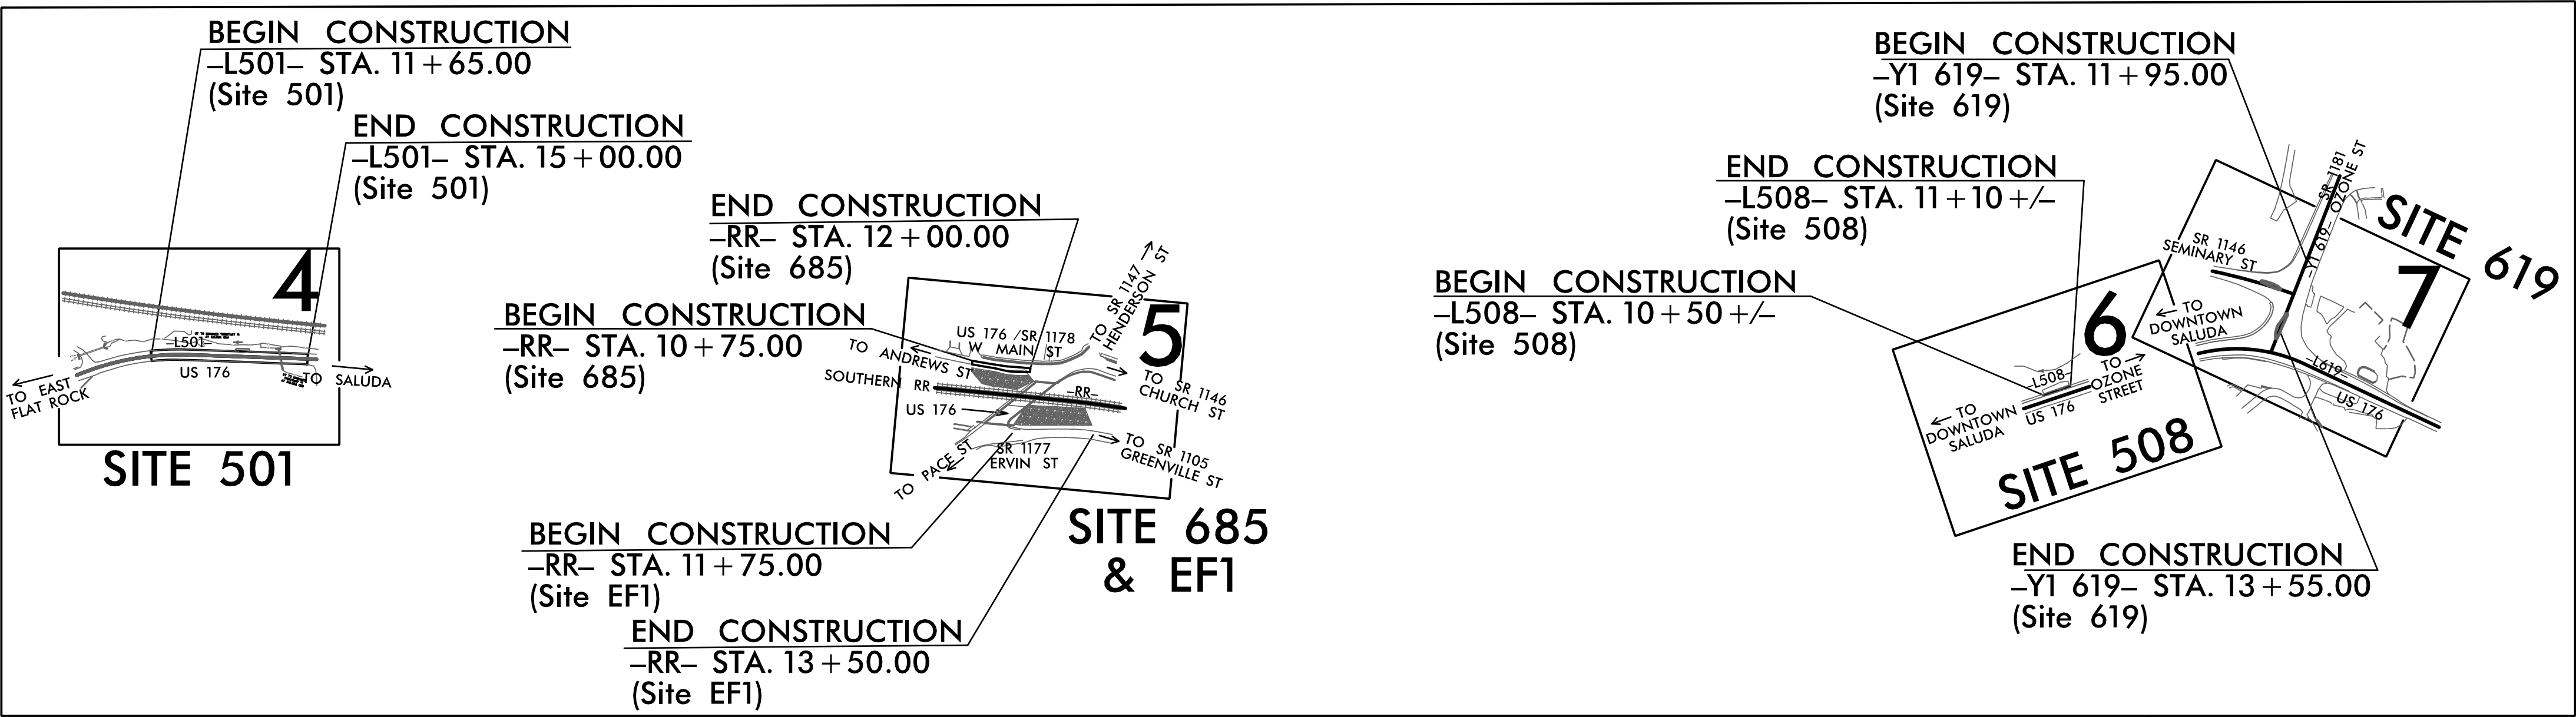 BEGIN CONSTRUCTION
–L501– STA. 11+65.00
(Site 501)
END CONSTRUCTION
–L501– STA. 15+00.00
(Site 501)
4
–L501–
US 176
TO EAST
FLAT ROCK
TO SALUDA
SITE 501
END CONSTRUCTION
–RR– STA. 12+00.00
(Site 685)
BEGIN CONSTRUCTION
–RR– STA. 10+75.00
(Site 685)
5
US 176 /SR 1178
W MAIN ST
TO SR 1147
HENDERSON ST
TO ANDREWS ST
SOUTHERN RR
–RR–
US 176
TO SR 1146
CHURCH ST
SR 1177
ERVIN ST
TO PACE ST
TO SR 1105
GREENVILLE ST
SITE 685
& EF1
BEGIN CONSTRUCTION
–RR– STA. 11+75.00
(Site EF1)
END CONSTRUCTION
–RR– STA. 13+50.00
(Site EF1)
BEGIN CONSTRUCTION
–Y1 619– STA. 11+95.00
(Site 619)
END CONSTRUCTION
–L508– STA. 11+10 +/–
(Site 508)
BEGIN CONSTRUCTION
–L508– STA. 10+50 +/–
(Site 508)
6
–L508–
US 176
TO
OZONE
STREET
TO
DOWNTOWN
SALUDA
SITE 508
SITE 619
7
SR 1181
OZONE ST
–Y1 619–
SR 1146
SEMINARY ST
TO
DOWNTOWN
SALUDA
–L619–
US 176
END CONSTRUCTION
–Y1 619– STA. 13+55.00
(Site 619)